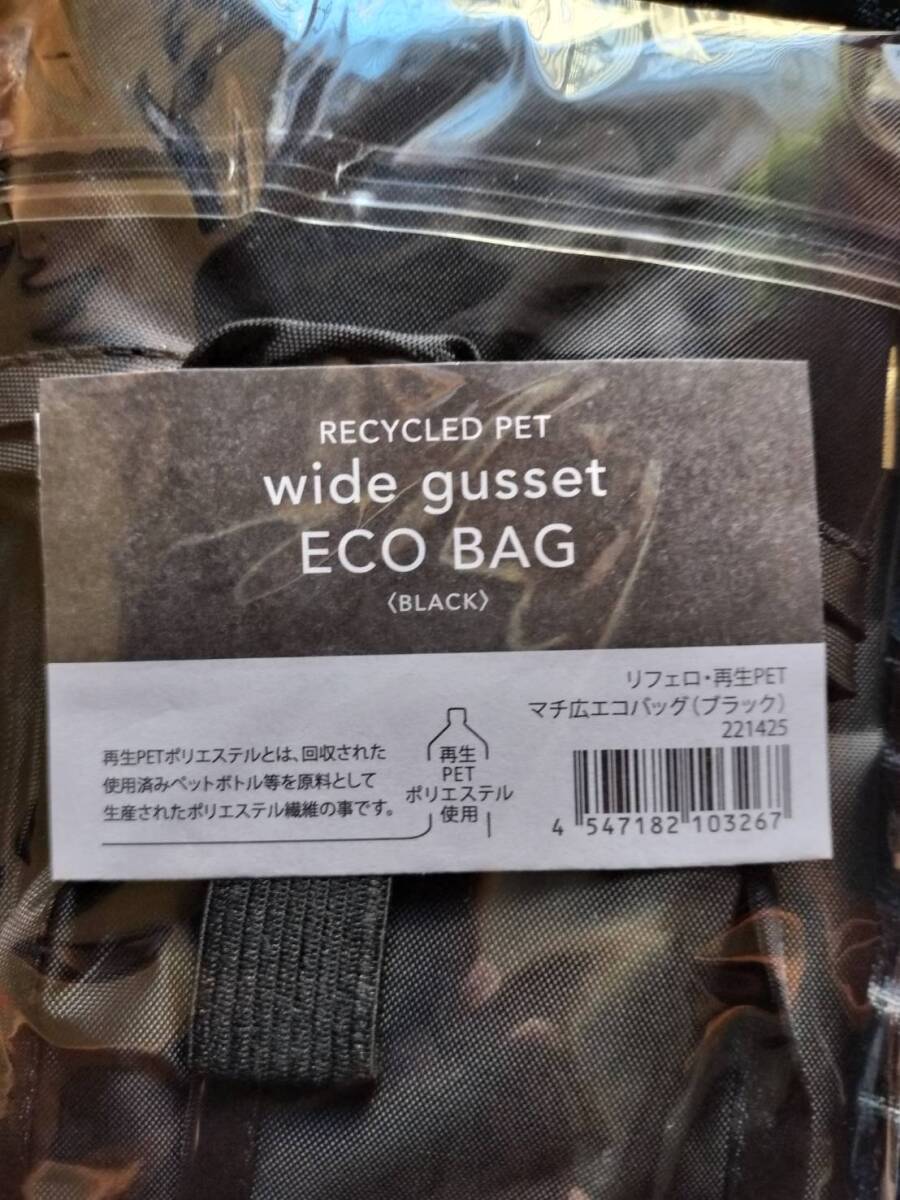 RECYCLED PET
wide gusset
ECO BAG
〈BLACK〉
リフェロ・再生PET
マチ広エコバッグ(ブラック)
221425
再生PETポリエステルとは、回収された
使用済みペットボトル等を原料として
生産されたポリエステル繊維の事です。
再生
PET
ポリエステル
使用
4 547182 103267